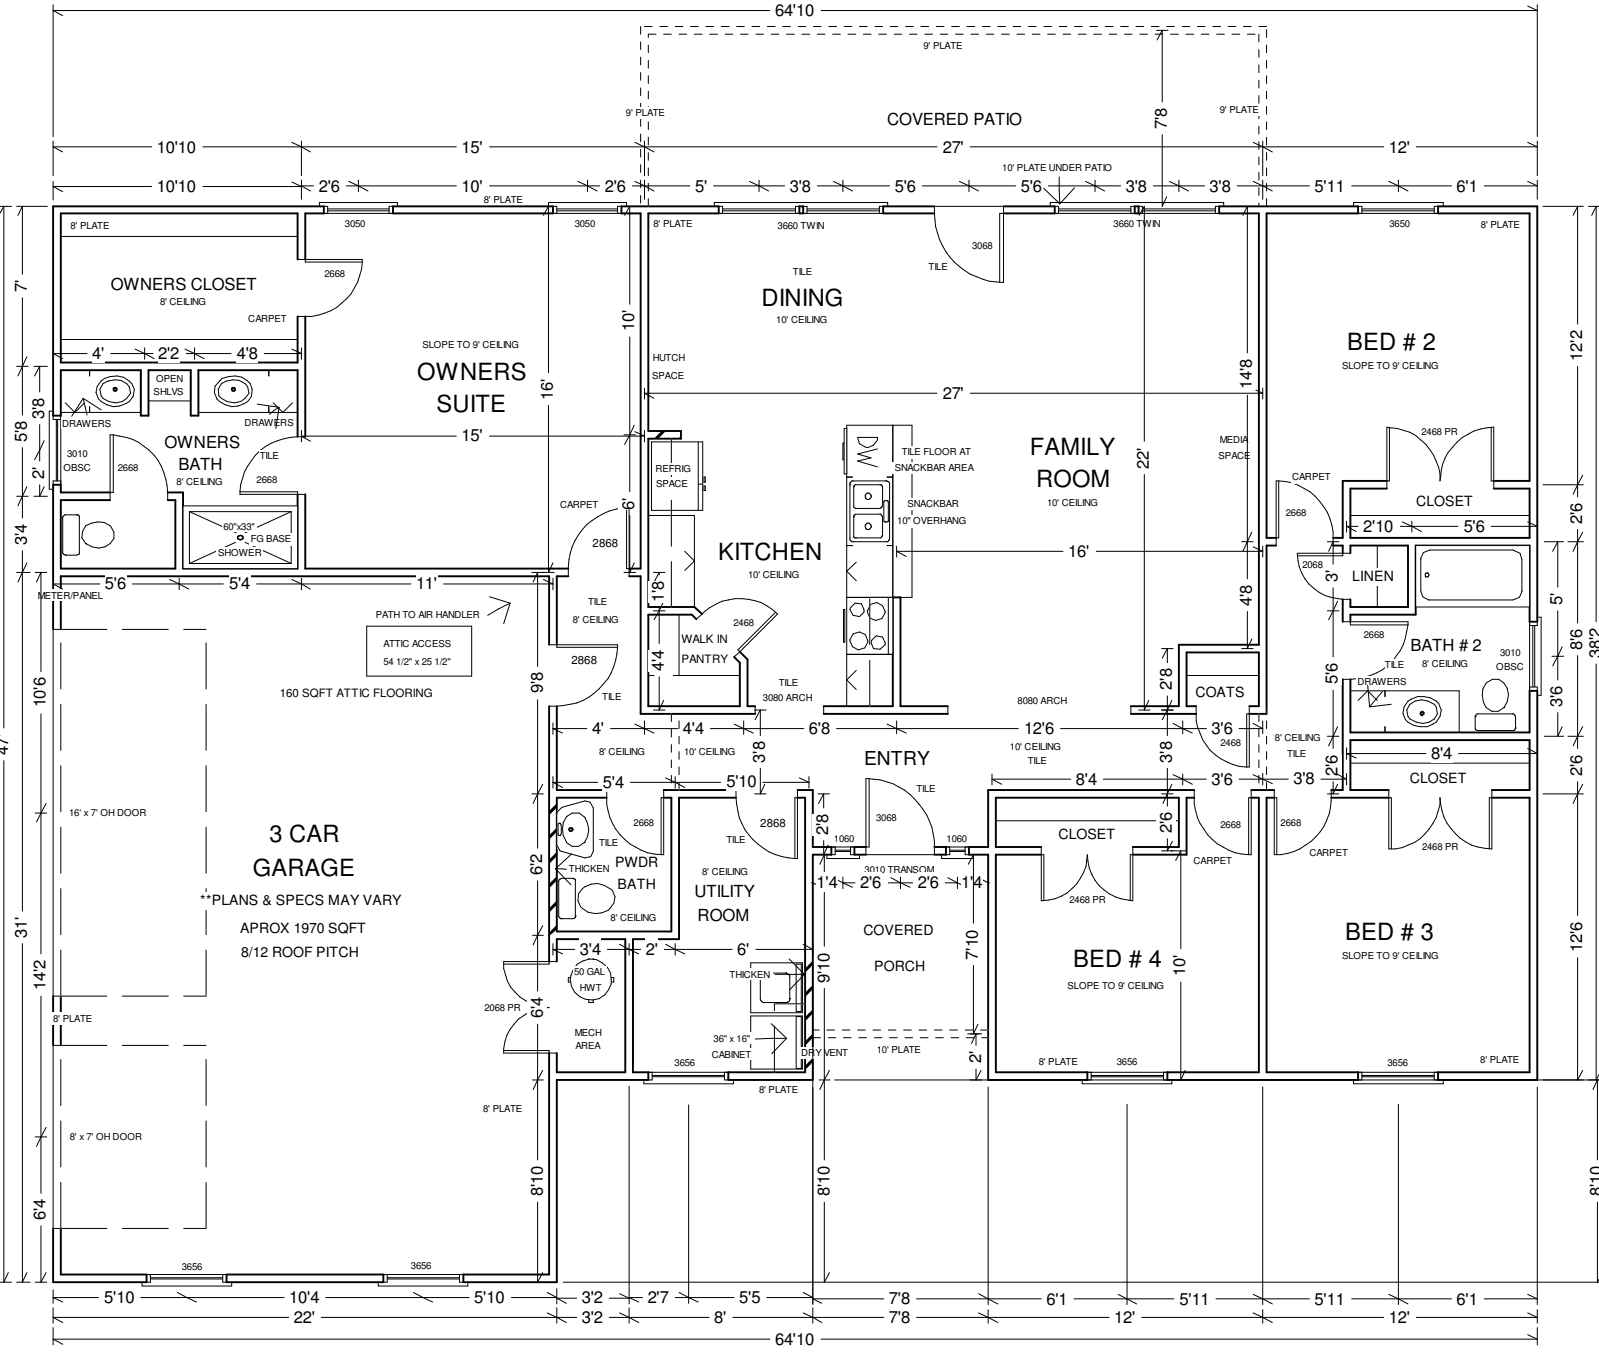 64'10
9' PLATE
9' PLATE
9' PLATE
COVERED PATIO
7'8
10'10
15'
27'
12'
10' PLATE UNDER PATIO
10'10
2'6
10'
2'6
5'
3'8
5'6
5'6
3'8
3'8
5'11
6'1
8' PLATE
8' PLATE
3050
3050
8' PLATE
3660 TWIN
3068
3660 TWIN
3650
8' PLATE
7'
OWNERS CLOSET
8' CEILING
CARPET
2668
4'
2'2
4'8
SLOPE TO 9' CEILING
OWNERS
SUITE
16'
10'
15'
TILE
DINING
10' CEILING
TILE
HUTCH
SPACE
27'
14'8
22'
BED # 2
SLOPE TO 9' CEILING
12'2
OPEN
SHLVS
DRAWERS
DRAWERS
3'8
5'8
2'
3010
OBSC
2668
OWNERS
BATH
8' CEILING
TILE
2668
CARPET
6'
REFRIG
SPACE
DW
TILE FLOOR AT
SNACKBAR AREA
SNACKBAR
10" OVERHANG
FAMILY
ROOM
10' CEILING
MEDIA
SPACE
2468 PR
CARPET
2668
CLOSET
2'10
5'6
2'6
3'4
60"x33"
FG BASE
SHOWER
2868
KITCHEN
10' CEILING
16'
2068
3'
LINEN
5'
5'6
5'4
11'
METER/PANEL
PATH TO AIR HANDLER
ATTIC ACCESS
54 1/2" x 25 1/2"
160 SQFT ATTIC FLOORING
TILE
8' CEILING
1'8
2868
TILE
9'8
2468
WALK IN
PANTRY
4'4
TILE
3080 ARCH
4'8
8080 ARCH
2'8
COATS
2668
BATH # 2
8' CEILING
3010
OBSC
TILE
DRAWERS
5'6
8'6
38'2
3'6
10'6
47'
4'
4'4
6'8
12'6
3'6
8' CEILING
10' CEILING
3'8
ENTRY
10' CEILING
TILE
3'8
2468
8' CEILING
TILE
2'6
8'4
CLOSET
2'6
5'4
5'10
8'4
3'6
3'8
TILE
16' x 7' OH DOOR
3 CAR
GARAGE
**PLANS & SPECS MAY VARY
APROX 1970 SQFT
8/12 ROOF PITCH
6'2
2668
TILE
THICKEN
PWDR
BATH
8' CEILING
2868
TILE
8' CEILING
UTILITY
ROOM
2'8
3068
1060
1060
3010 TRANSOM
1'4
2'6
2'6
1'4
CLOSET
2'6
2668
2668
CARPET
CARPET
2468 PR
2468 PR
31'
14'2
3'4
2'
6'
COVERED
PORCH
7'10
9'10
BED # 4
SLOPE TO 9' CEILING
10'
BED # 3
SLOPE TO 9' CEILING
12'6
50 GAL
HWT
THICKEN
2068 PR
6'4
MECH
AREA
36" x 16"
CABINET
DRY VENT
8' PLATE
3656
10' PLATE
2'
8' PLATE
3656
3656
8' PLATE
8' PLATE
8' PLATE
8' x 7' OH DOOR
6'4
8'10
8'10
8'10
3656
3656
5'10
10'4
5'10
3'2
2'7
5'5
7'8
6'1
5'11
5'11
6'1
22'
3'2
8'
7'8
12'
12'
64'10